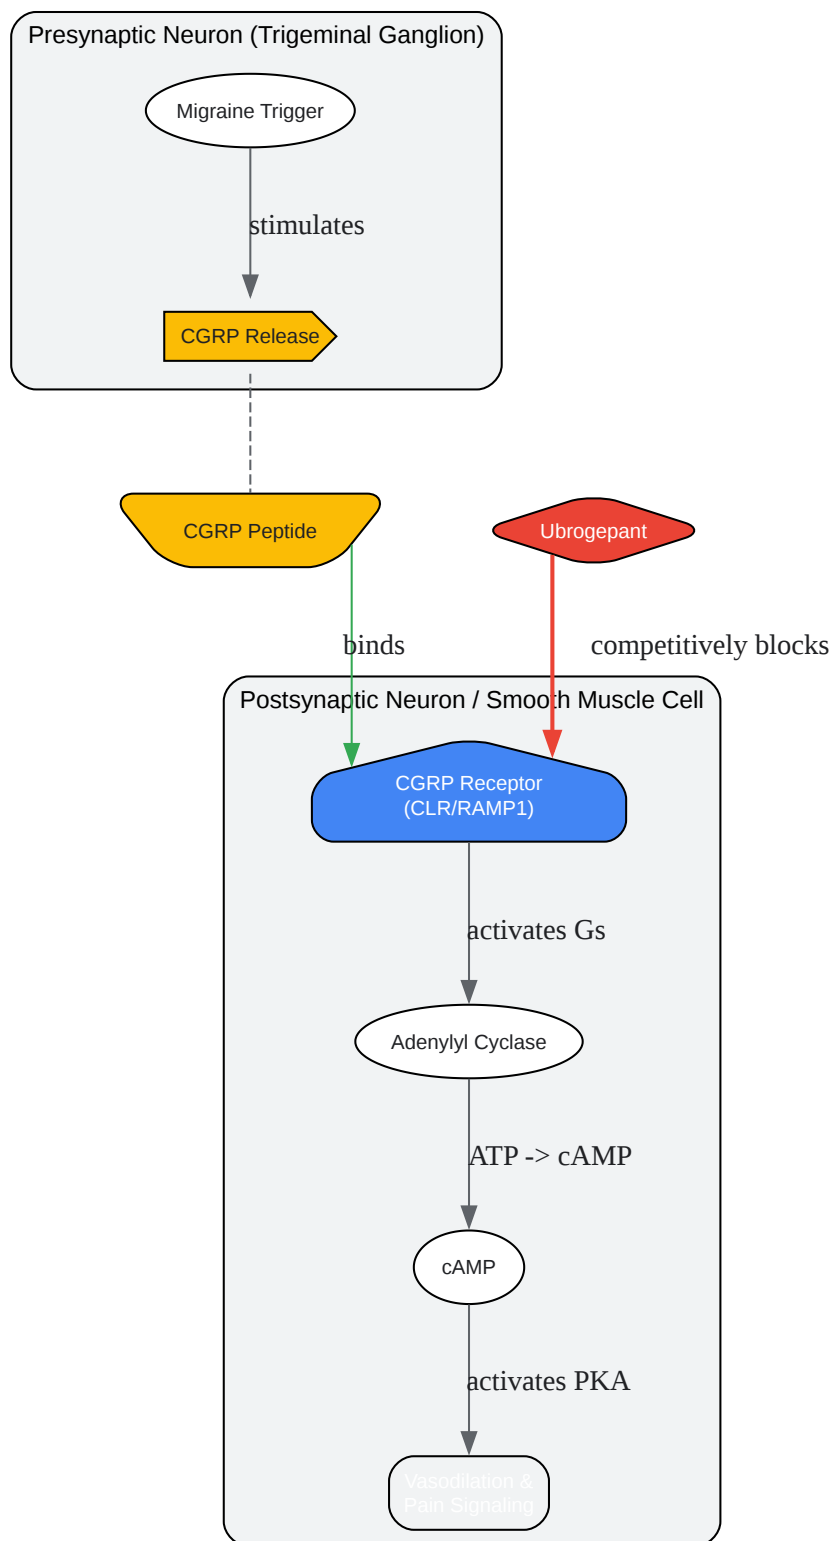 Presynaptic Neuron (Trigeminal Ganglion)
Migraine Trigger
stimulates
CGRP Release
CGRP Peptide
Ubrogepant
binds
competitively blocks
Postsynaptic Neuron / Smooth Muscle Cell
CGRP Receptor
(CLR/RAMP1)
activates Gs
Adenylyl Cyclase
ATP -> cAMP
cAMP
activates PKA
Vasodilation &
Pain Signaling